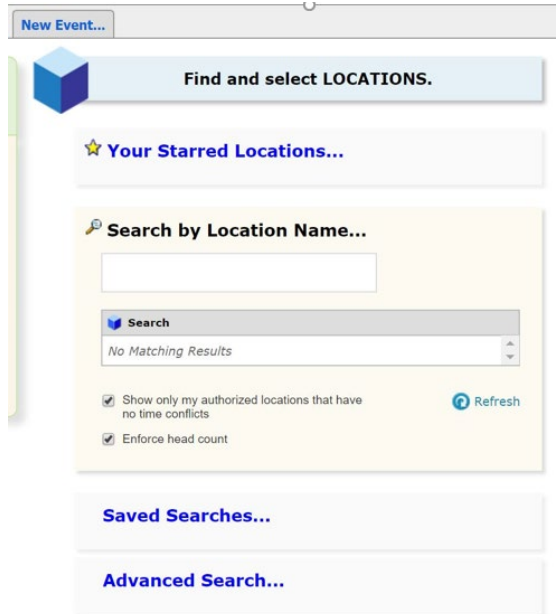 New Event...
Find and select LOCATIONS.
Your Starred Locations...
Search by Location Name...
Search
No Matching Results
Show only my authorized locations that have
no time conflicts
Refresh
Enforce head count
Saved Searches...
Advanced Search...